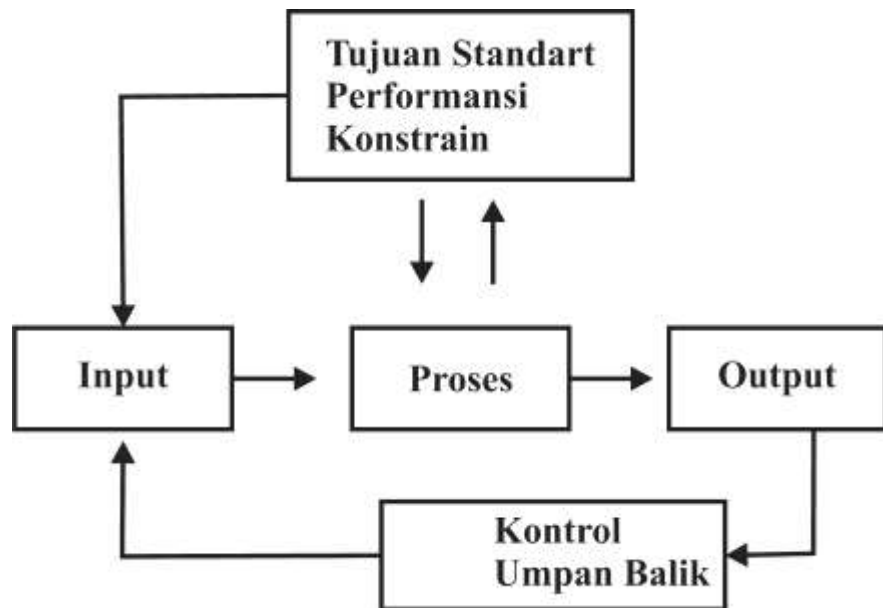 Tujuan Standart
Performansi
Konstrain
Input
Proses
Output
Kontrol
Umpan Balik